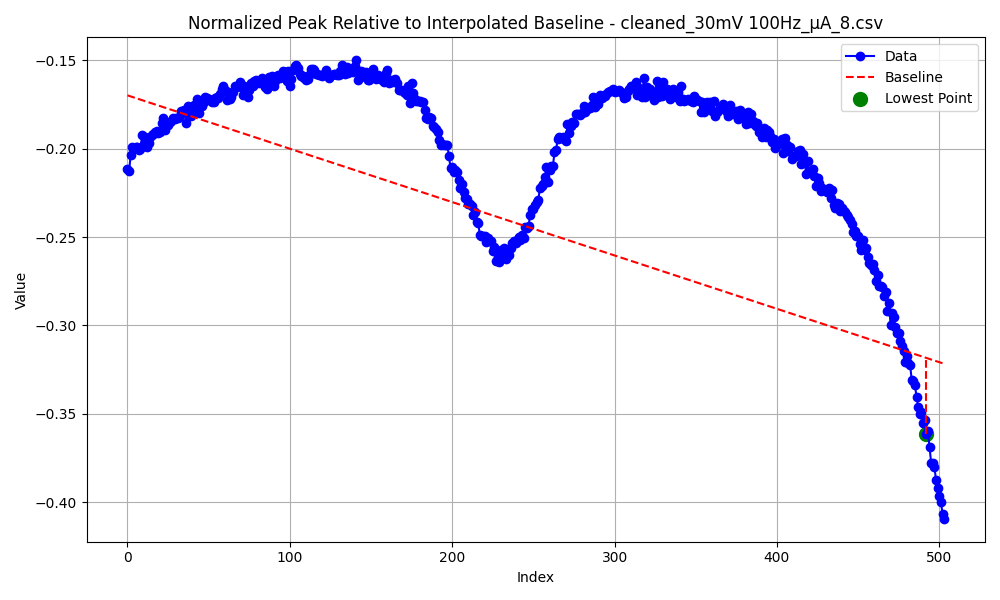 Normalized Peak Relative to Interpolated Baseline - cleaned_30mV 100Hz_μA_8.csv
Data
Baseline
Lowest Point
−0.15
−0.20
−0.25
−0.30
−0.35
−0.40
Value
0 100 200 300 400 500
Index